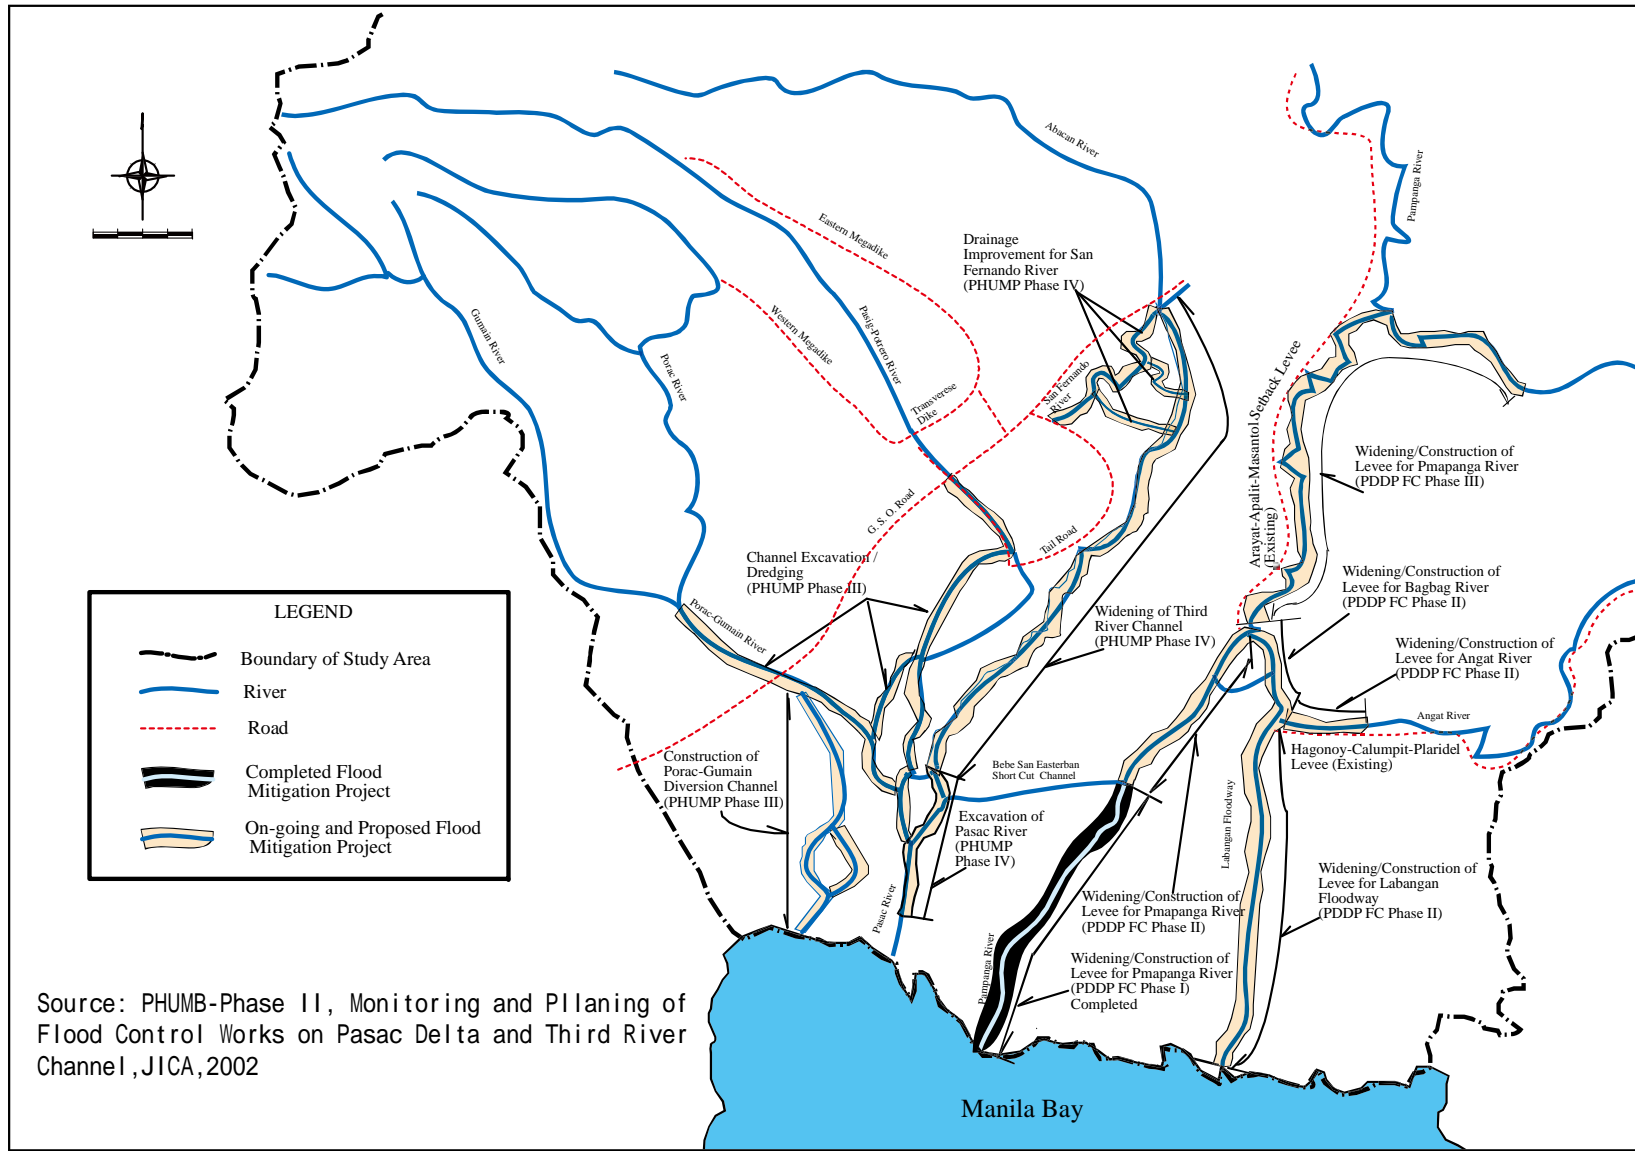 Abacan River
Pampanga River
Eastern Megadike
Drainage
Improvement for San
Fernando River
(PHUMP Phase IV)
Western Megadike
Pasig-Potrero River
Gumain River
Porac River
Transverese
Dike
San Fernando
River
Arayat-Apalit-Masantol Setback Levee
(Existing)
Widening/Construction of
Levee for Pmapanga River
(PDDP FC Phase III)
G. S. O. Road
Tail Road
Channel Excavation /
Dredging
(PHUMP Phase III)
Porac-Gumain River
Widening of Third
River Channel
(PHUMP Phase IV)
Widening/Construction of
Levee for Bagbag River
(PDDP FC Phase II)
Widening/Construction of
Levee for Angat River
(PDDP FC Phase II)
Angat River
Hagonoy-Calumpit-Plaridel
Levee (Existing)
LEGEND
Boundary of Study Area
River
Road
Completed Flood
Mitigation Project
On-going and Proposed Flood
Mitigation Project
Construction of
Porac-Gumain
Diversion Channel
(PHUMP Phase III)
Bebe San Easterban
Short Cut Channel
Excavation of
Pasac River
(PHUMP
Phase IV)
Labangan Floodway
Pasac River
Widening/Construction of
Levee for Pmapanga River
(PDDP FC Phase II)
Widening/Construction of
Levee for Labangan
Floodway
(PDDP FC Phase II)
Pampanga River
Widening/Construction of
Levee for Pmapanga River
(PDDP FC Phase I)
Completed
Source: PHUMB-Phase II, Monitoring and Pllaning of
Flood Control Works on Pasac Delta and Third River
Channel,JICA,2002
Manila Bay